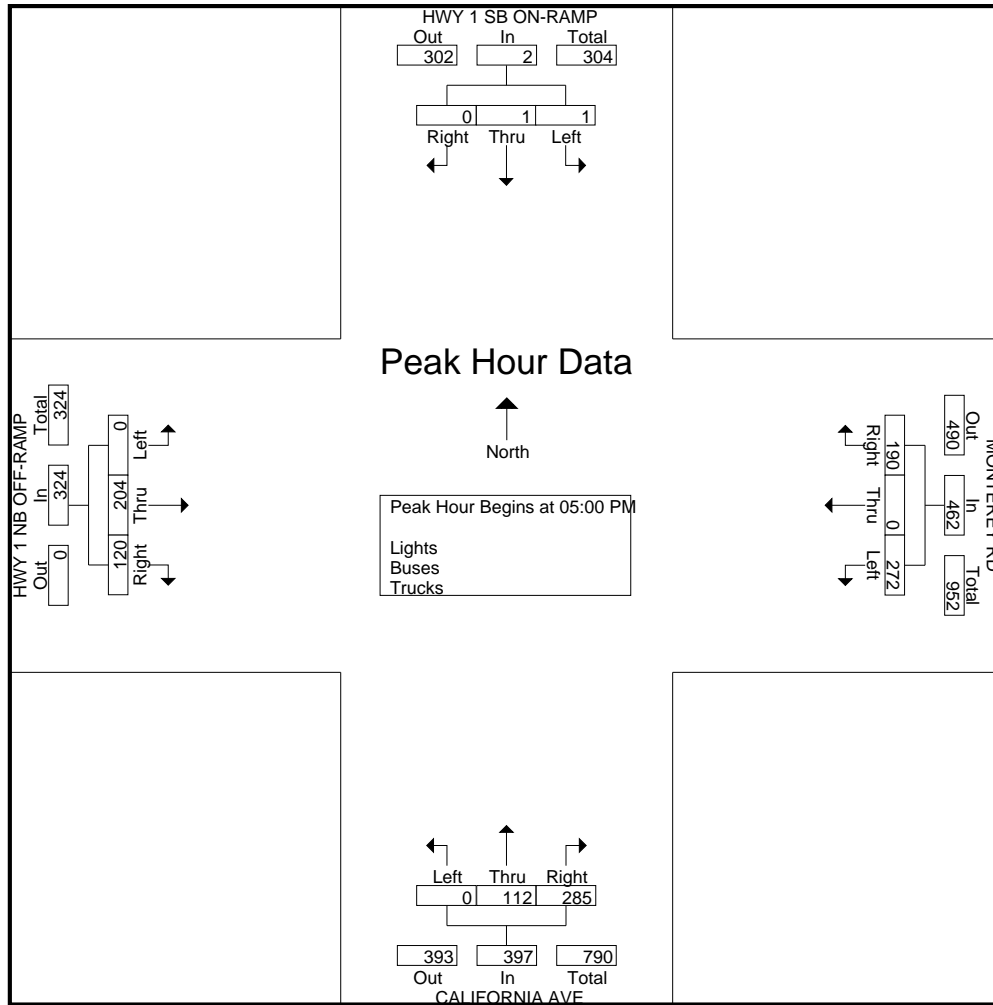 HWY 1 SB ON-RAMP
Out In Total
302 2 304
0 1 1
Right Thru Left
Peak Hour Data
North
Peak Hour Begins at 05:00 PM
Lights
Buses
Trucks
HWY 1 NB OFF-RAMP
Out In Total
0 324 324
120 204 0
Right Thru Left
MONTEREY RD
Out In Total
490 462 952
190 0 272
Right Thru Left
Left Thru Right
0 112 285
393 397 790
Out In Total
CALIFORNIA AVE